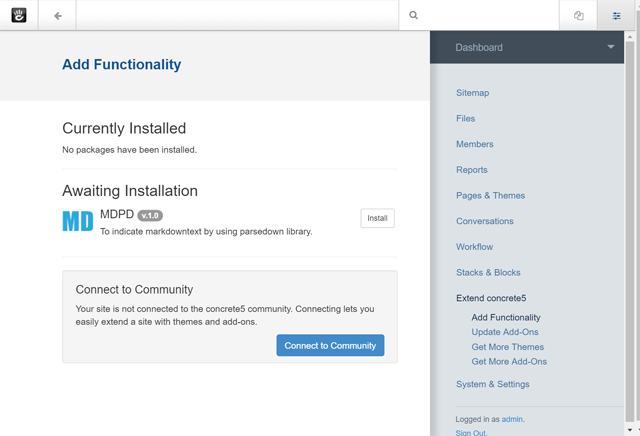 Add Functionality
Currently Installed
No packages have been installed.
Awaiting Installation
MD
MDPD v.1.0
To indicate markdowntext by using parsedown library.
Install
Connect to Community
Your site is not connected to the concrete5 community. Connecting lets you
easily extend a site with themes and add-ons.
Connect to Community
Dashboard
Sitemap
Files
Members
Reports
Pages & Themes
Conversations
Workflow
Stacks & Blocks
Extend concrete5
Add Functionality
Update Add-Ons
Get More Themes
Get More Add-Ons
System & Settings
Logged in as admin.
Sign Out.